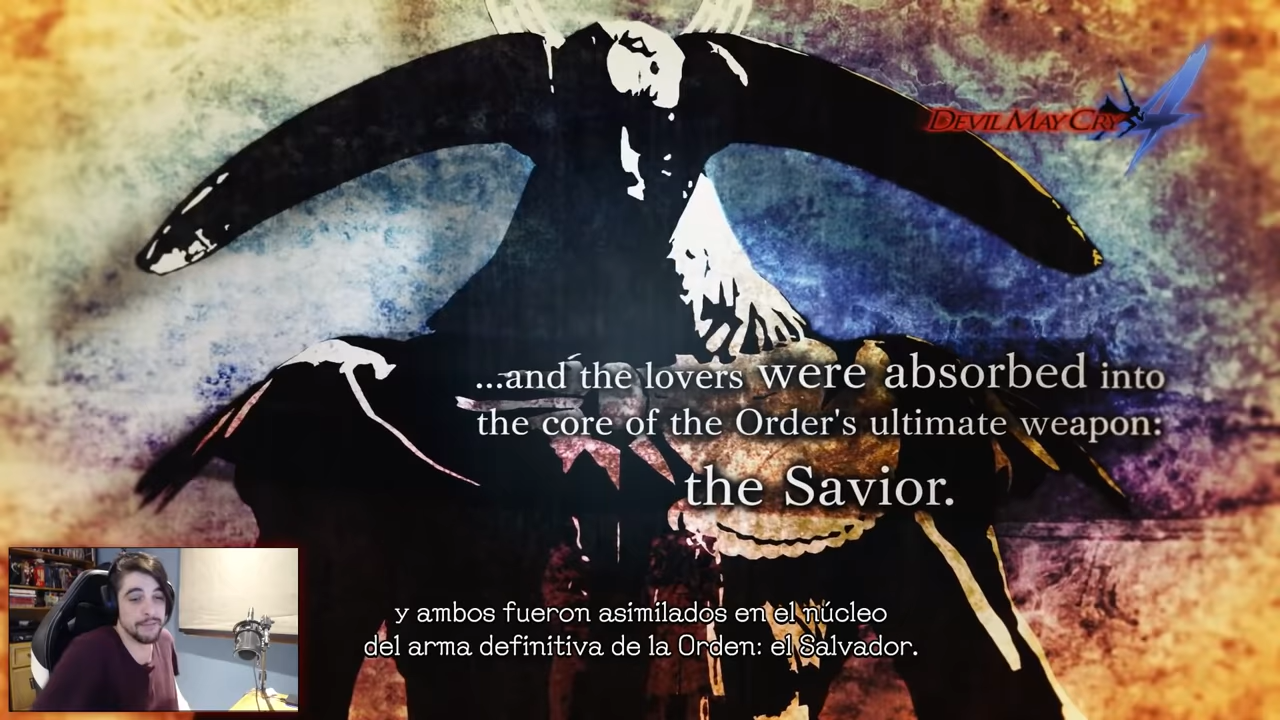 DEVIL MAY CRY 4
...and the lovers were absorbed into
the core of the Order's ultimate weapon:
the Savior.
y ambos fueron asimilados en el núcleo
del arma definitiva de la Orden: el Salvador.